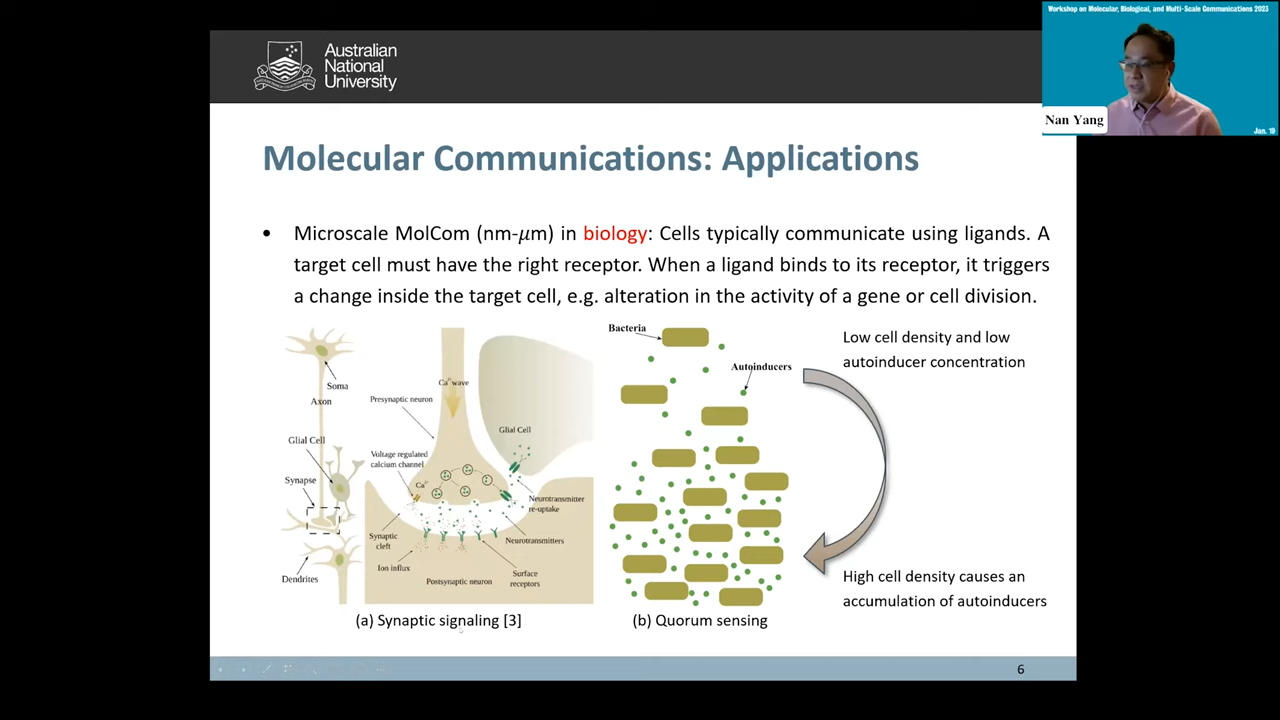 Workshop on Molecular, Biological, and Multi-Scale Communications 2023
Nan Yang
Jan. 19
Australian
National
University
Molecular Communications: Applications
• Microscale MolCom (nm-μm) in biology: Cells typically communicate using ligands. A
target cell must have the right receptor. When a ligand binds to its receptor, it triggers
a change inside the target cell, e.g. alteration in the activity of a gene or cell division.
Soma
Axon
Glial Cell
Synapse
Dendrites
Ca²⁺ wave
Presynaptic neuron
Glial Cell
Voltage regulated
calcium channel
Ca²⁺
Neurotransmitter
re-uptake
Synaptic
cleft
Neurotransmitters
Ion influx
Postsynaptic neuron
Surface
receptors
(a) Synaptic signaling [3]
Bacteria
Autoinducers
(b) Quorum sensing
Low cell density and low
autoinducer concentration
High cell density causes an
accumulation of autoinducers
6